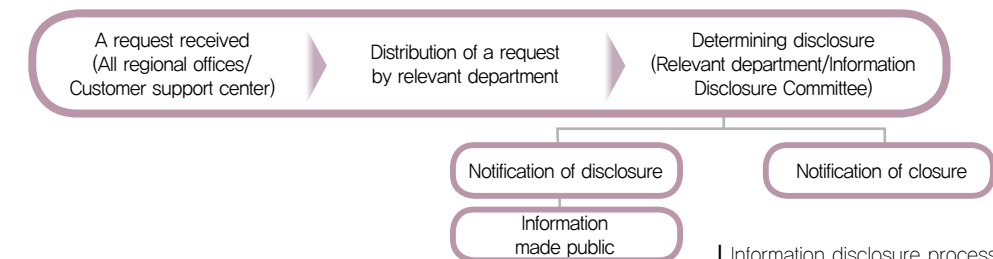 A request received
(All regional offices/
Customer support center)
Distribution of a request
by relevant department
Determining disclosure
(Relevant department/Information
Disclosure Committee)
Notification of disclosure
Notification of closure
Information
made public
Information disclosure process